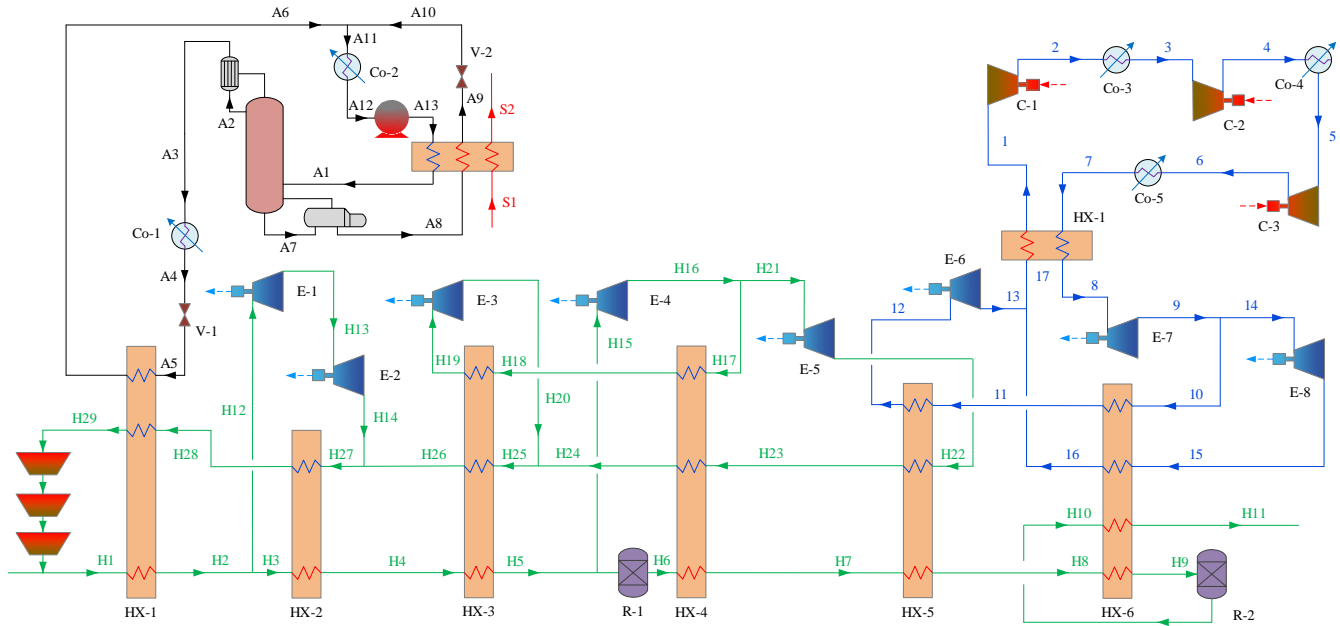 A6
A10
A11
V-2
Co-2
A2
A12
A13
A9
S2
A3
A1
S1
Co-1
A7
A8
A4
V-1
A5
2
3
4
Co-3
Co-4
C-1
C-2
1
7
6
5
Co-5
C-3
HX-1
E-6
17
12
13
8
9
14
E-7
E-8
11
10
16
15
E-1
H13
E-2
H12
H14
E-3
H19
H18
H20
H16
H21
E-4
H15
E-5
H17
H29
H28
H27
H26
H25
H24
H23
H22
H10
H11
H1
H2
H3
H4
H5
H6
H7
H8
H9
HX-1
HX-2
HX-3
R-1
HX-4
HX-5
HX-6
R-2